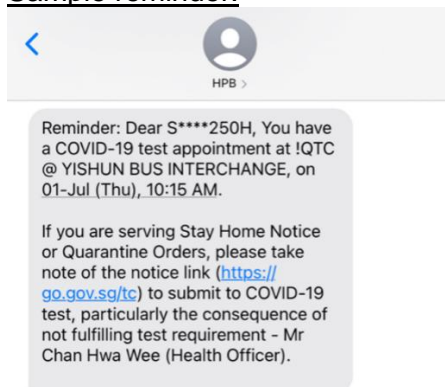 Sample reminder:
HPB >
Reminder: Dear S****250H, You have
a COVID-19 test appointment at !QTC
@ YISHUN BUS INTERCHANGE, on
01-Jul (Thu), 10:15 AM.
If you are serving Stay Home Notice
or Quarantine Orders, please take
note of the notice link (https://
go.gov.sg/tc) to submit to COVID-19
test, particularly the consequence of
not fulfilling test requirement - Mr
Chan Hwa Wee (Health Officer).